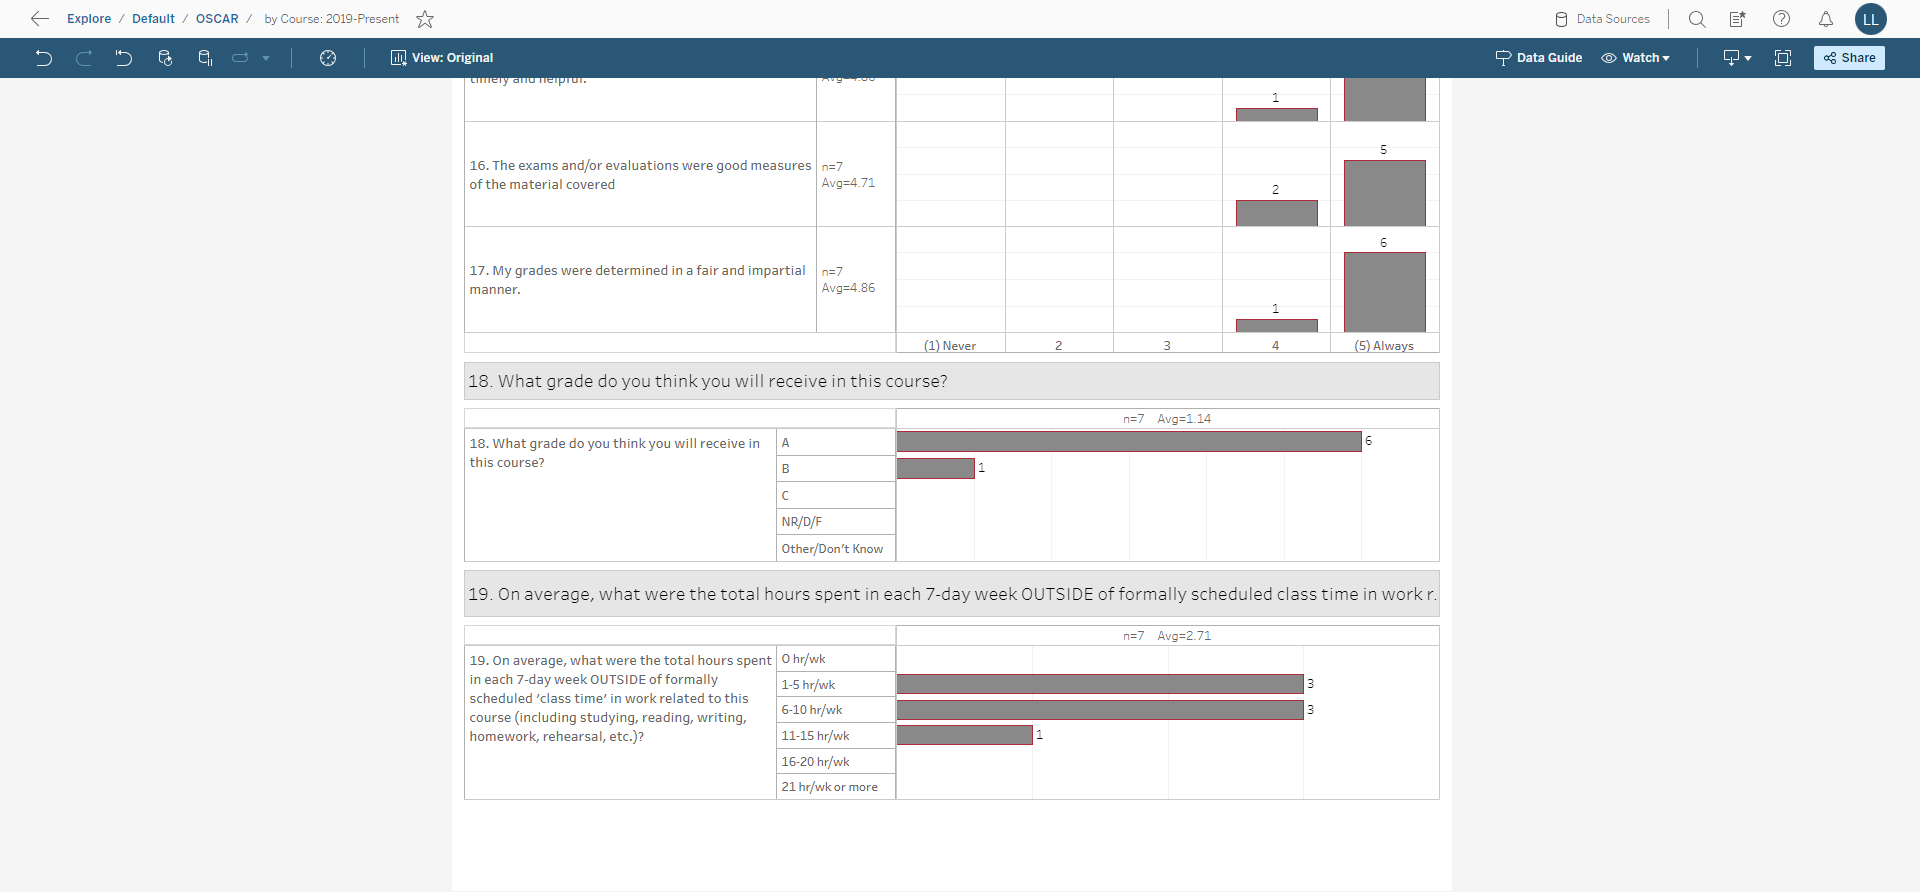 Explore / Default / OSCAR / by Course: 2019-Present
Data Sources
LL
View: Original
Data Guide
Watch
Share
timely and helpful.
1
16. The exams and/or evaluations were good measures
of the material covered
n=7
Avg=4.71
2
5
17. My grades were determined in a fair and impartial
manner.
n=7
Avg=4.86
1
6
(1) Never
2
3
4
(5) Always
18. What grade do you think you will receive in this course?
n=7 Avg=1.14
18. What grade do you think you will receive in
this course?
A
6
B
1
C
NR/D/F
Other/Don't Know
19. On average, what were the total hours spent in each 7-day week OUTSIDE of formally scheduled class time in work r.
n=7 Avg=2.71
19. On average, what were the total hours spent
in each 7-day week OUTSIDE of formally
scheduled 'class time' in work related to this
course (including studying, reading, writing,
homework, rehearsal, etc.)?
0 hr/wk
1-5 hr/wk
3
6-10 hr/wk
3
11-15 hr/wk
1
16-20 hr/wk
21 hr/wk or more